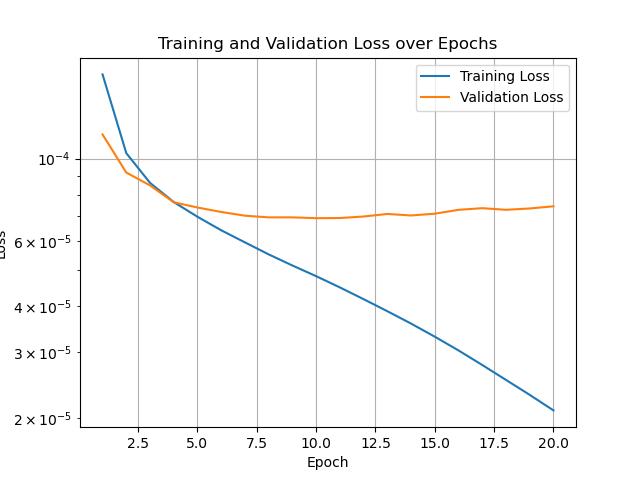 Training and Validation Loss over Epochs
Training Loss
Validation Loss
10⁻⁴
6 × 10⁻⁵
4 × 10⁻⁵
3 × 10⁻⁵
2 × 10⁻⁵
Loss
2.5 5.0 7.5 10.0 12.5 15.0 17.5 20.0
Epoch